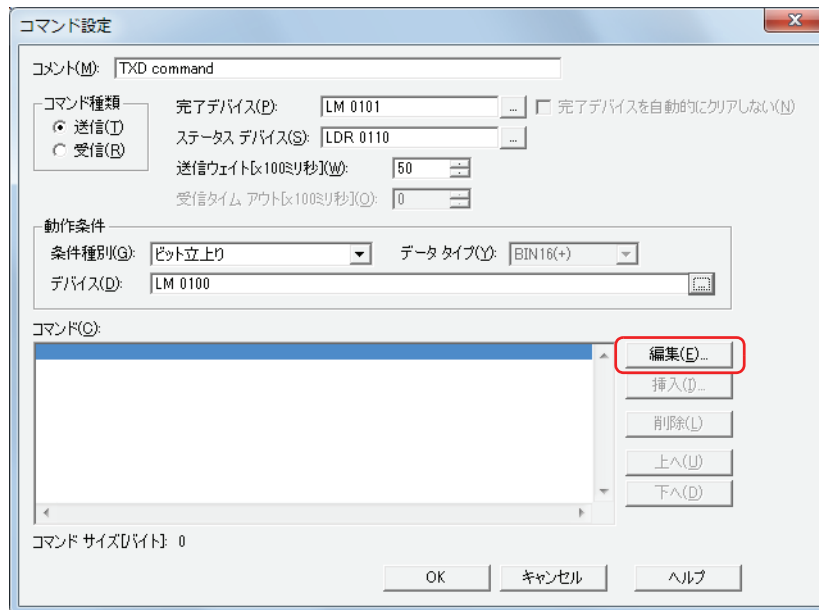 コマンド設定
コメント(M): TXD command
コマンド種類
送信(T)
受信(R)
完了デバイス(P): LM 0101 ... 完了デバイスを自動的にクリアしない(N)
ステータス デバイス(S): LDR 0110 ...
送信ウェイト[x100ミリ秒](W): 50
受信タイム アウト[x100ミリ秒](O): 0
動作条件
条件種別(G): ビット立上り データ タイプ(Y): BIN16(+)
デバイス(D): LM 0100 ...
コマンド(C):
編集(E)...
挿入(I)...
削除(L)
上へ(U)
下へ(D)
コマンド サイズ[バイト]: 0
OK キャンセル ヘルプ